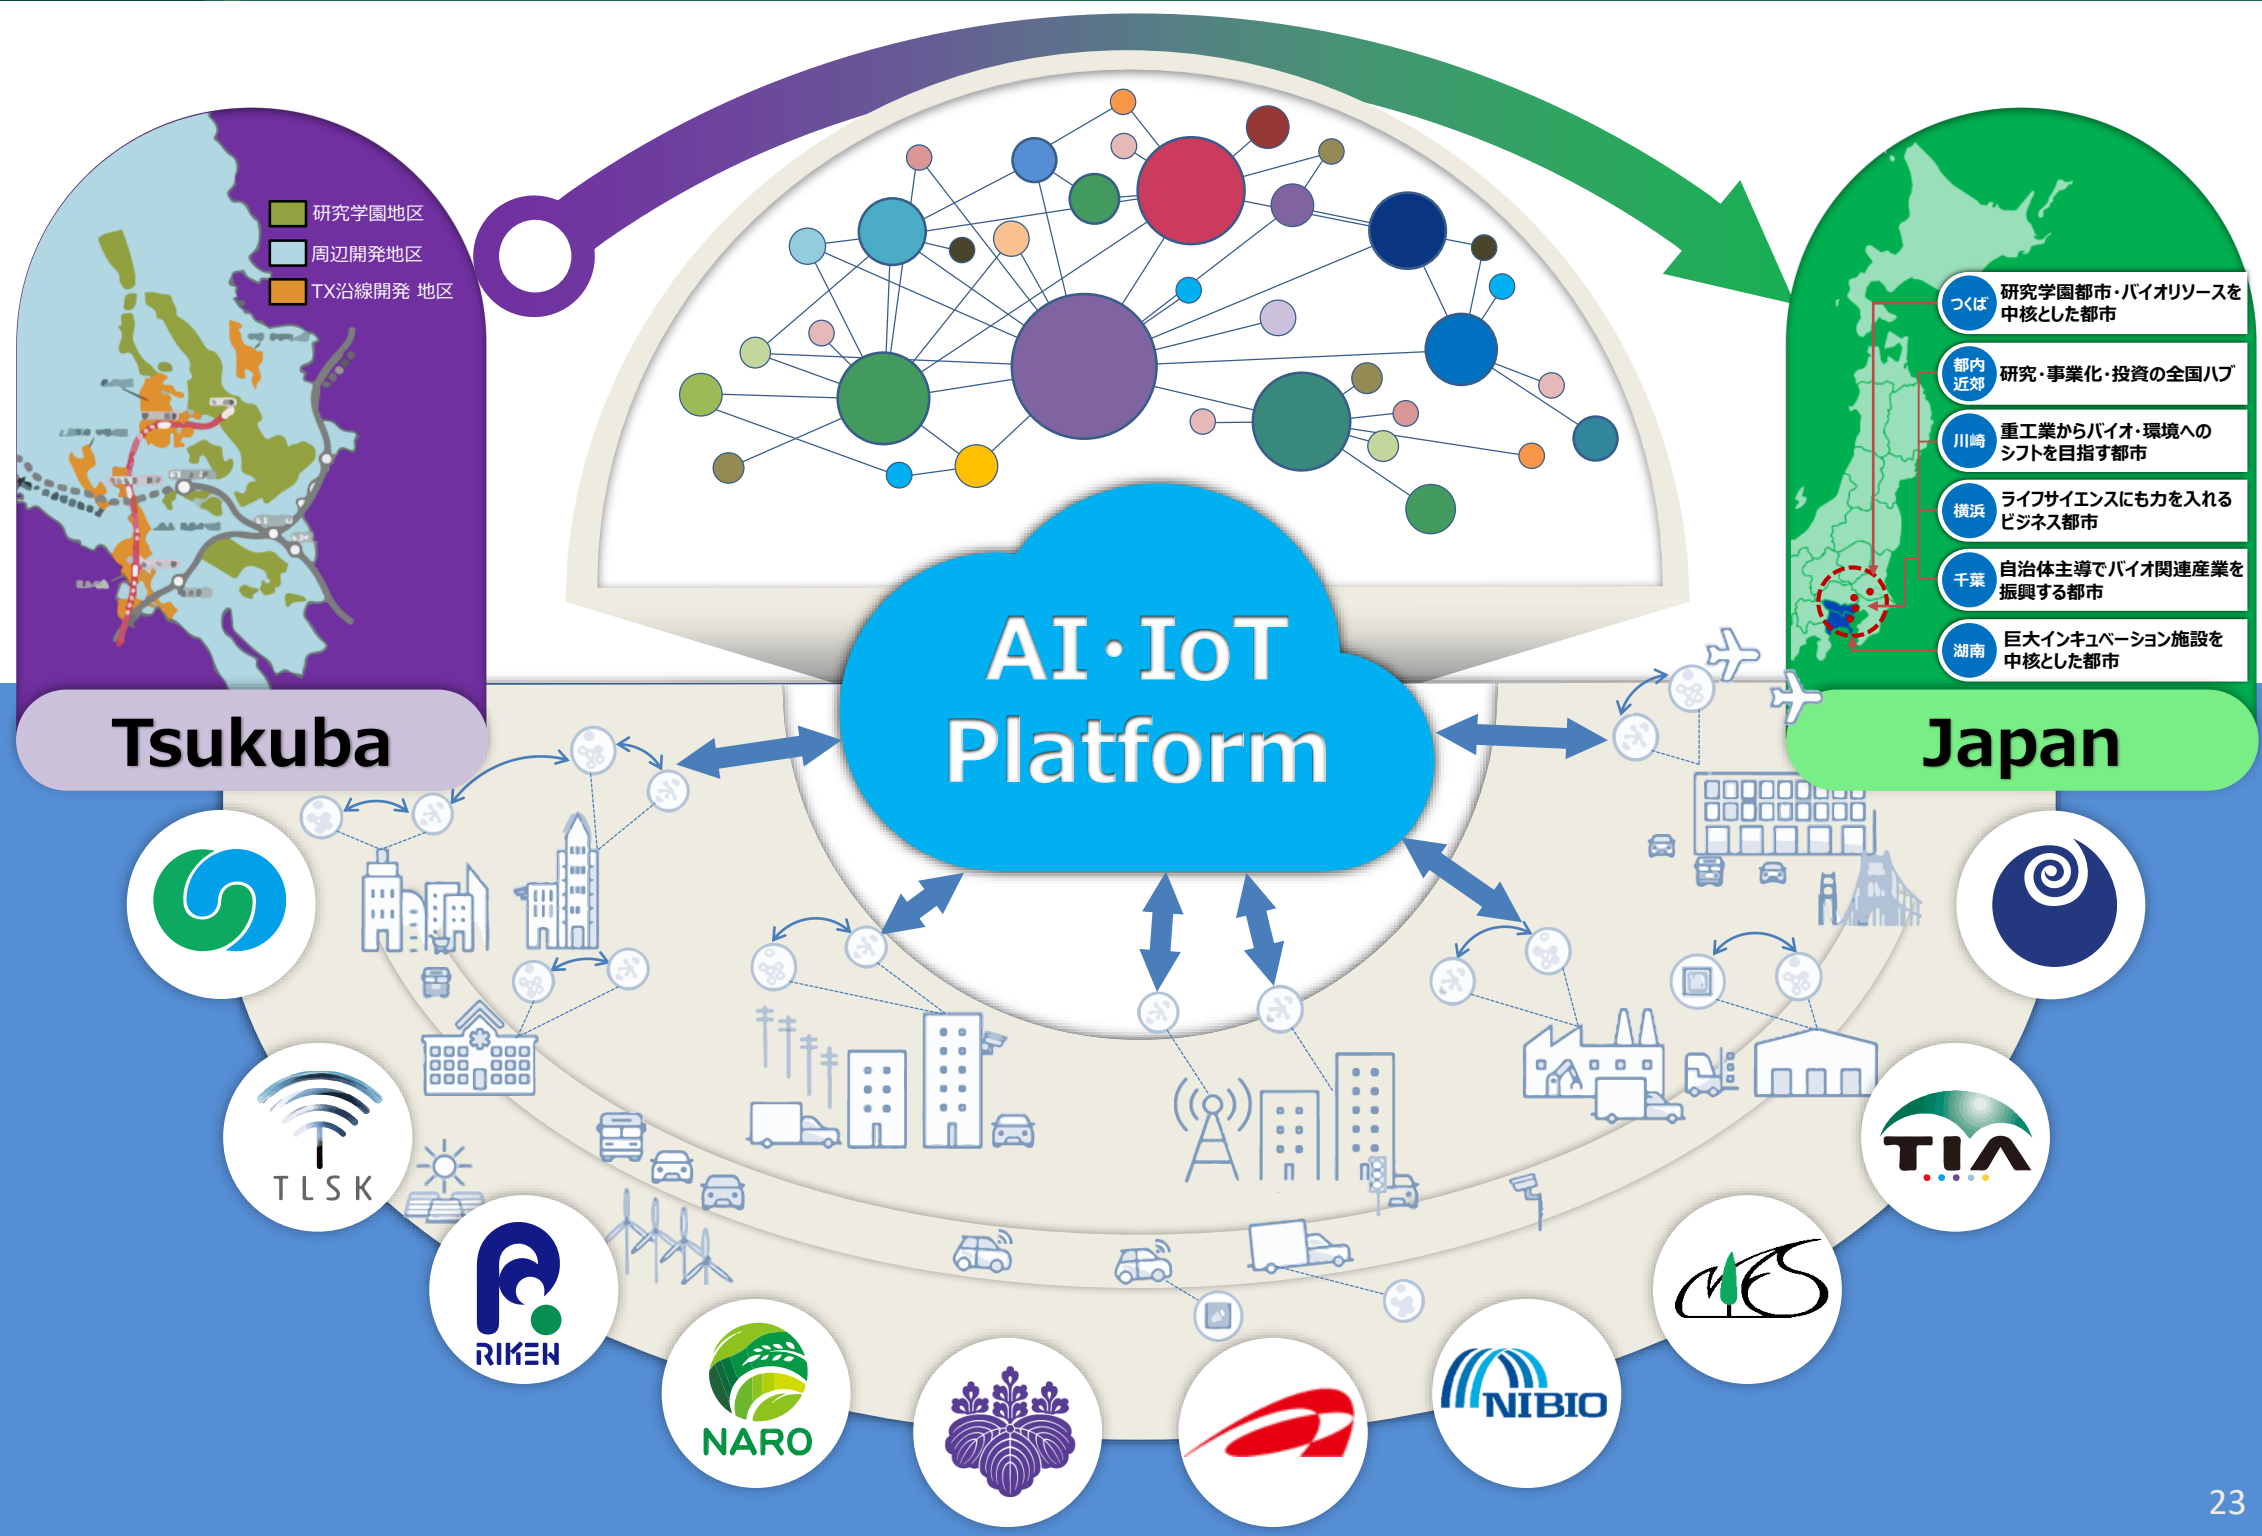 研究学園地区
周辺開発地区
TX沿線開発 地区
つくば
研究学園都市・バイオリソースを
中核とした都市
都内
近郊
研究・事業化・投資の全国ハブ
川崎
重工業からバイオ・環境への
シフトを目指す都市
横浜
ライフサイエンスにも力を入れる
ビジネス都市
千葉
自治体主導でバイオ関連産業を
振興する都市
湖南
巨大インキュベーション施設を
中核とした都市
AI・IoT
Platform
Tsukuba
Japan
TLSK
RIKEN
NARO
NIBIO
MES
TIA
23